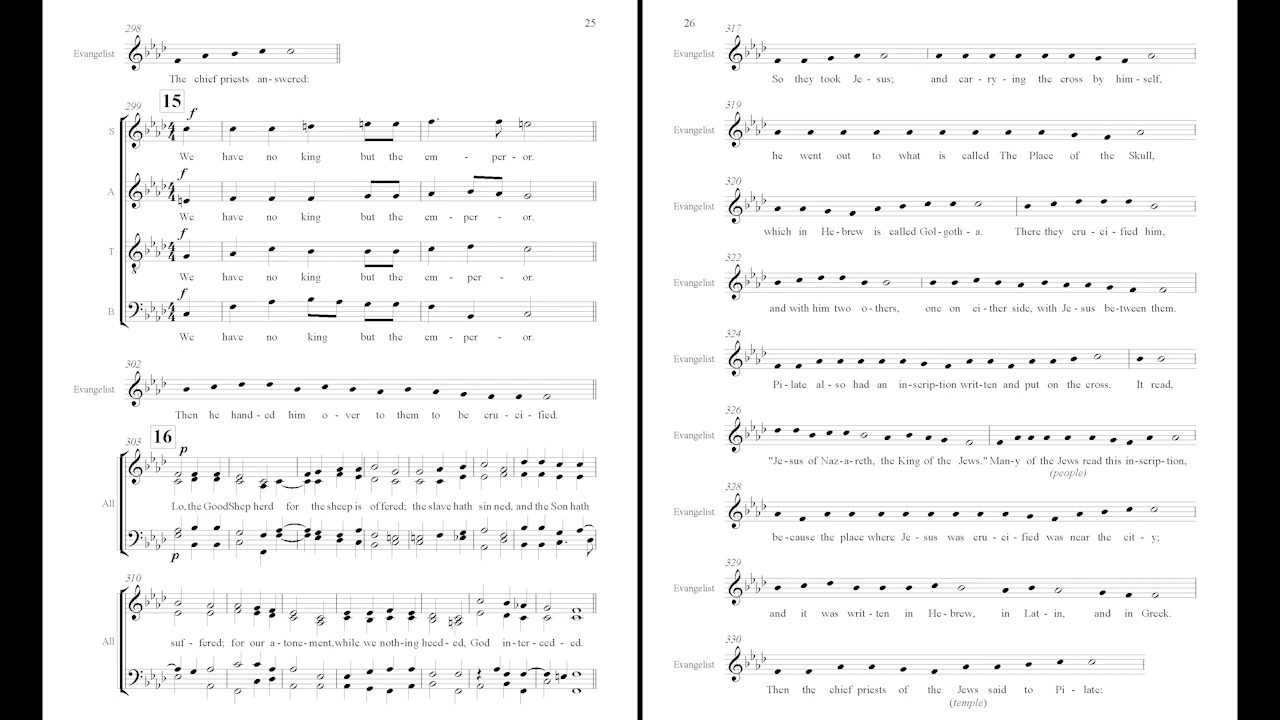 25
298
Evangelist
The chief priests an - swered:
15
299
f
S
We have no king but the em - per - or.
f
A
We have no king but the em - per - or.
f
T
We have no king but the em - per - or.
f
B
We have no king but the em - per - or.
302
Evangelist
Then he hand - ed him o - ver to them to be cru - ci - fied.
16
303
p
All
Lo, the Good Shep herd for the sheep is of fered, the slave hath sin ned, and the Son hath
p
310
All
suf - fered; for our a - tone - ment, while we noth - ing heed - ed, God in - ter - ced - ed.
26
317
Evangelist
So they took Je - sus; and car - ry - ing the cross by him - self,
319
Evangelist
he went out to what is called The Place of the Skull,
320
Evangelist
which in He - brew is called Gol - goth - a. There they cru - ci - fied him,
322
Evangelist
and with him two o - thers, one on ei - ther side, with Je - sus be - tween them.
324
Evangelist
Pi - late al - so had an in - scrip - tion writ - ten and put on the cross. It read,
326
Evangelist
"Je - sus of Naz - a - reth, the King of the Jews." Man - y of the Jews read this in - scrip - tion,
(people)
328
Evangelist
be - cause the place where Je - sus was cru - ci - fied was near the cit - y;
329
Evangelist
and it was writ - ten in He - brew, in Lat - in, and in Greek.
330
Evangelist
Then the chief priests of the Jews said to Pi - late:
(temple)